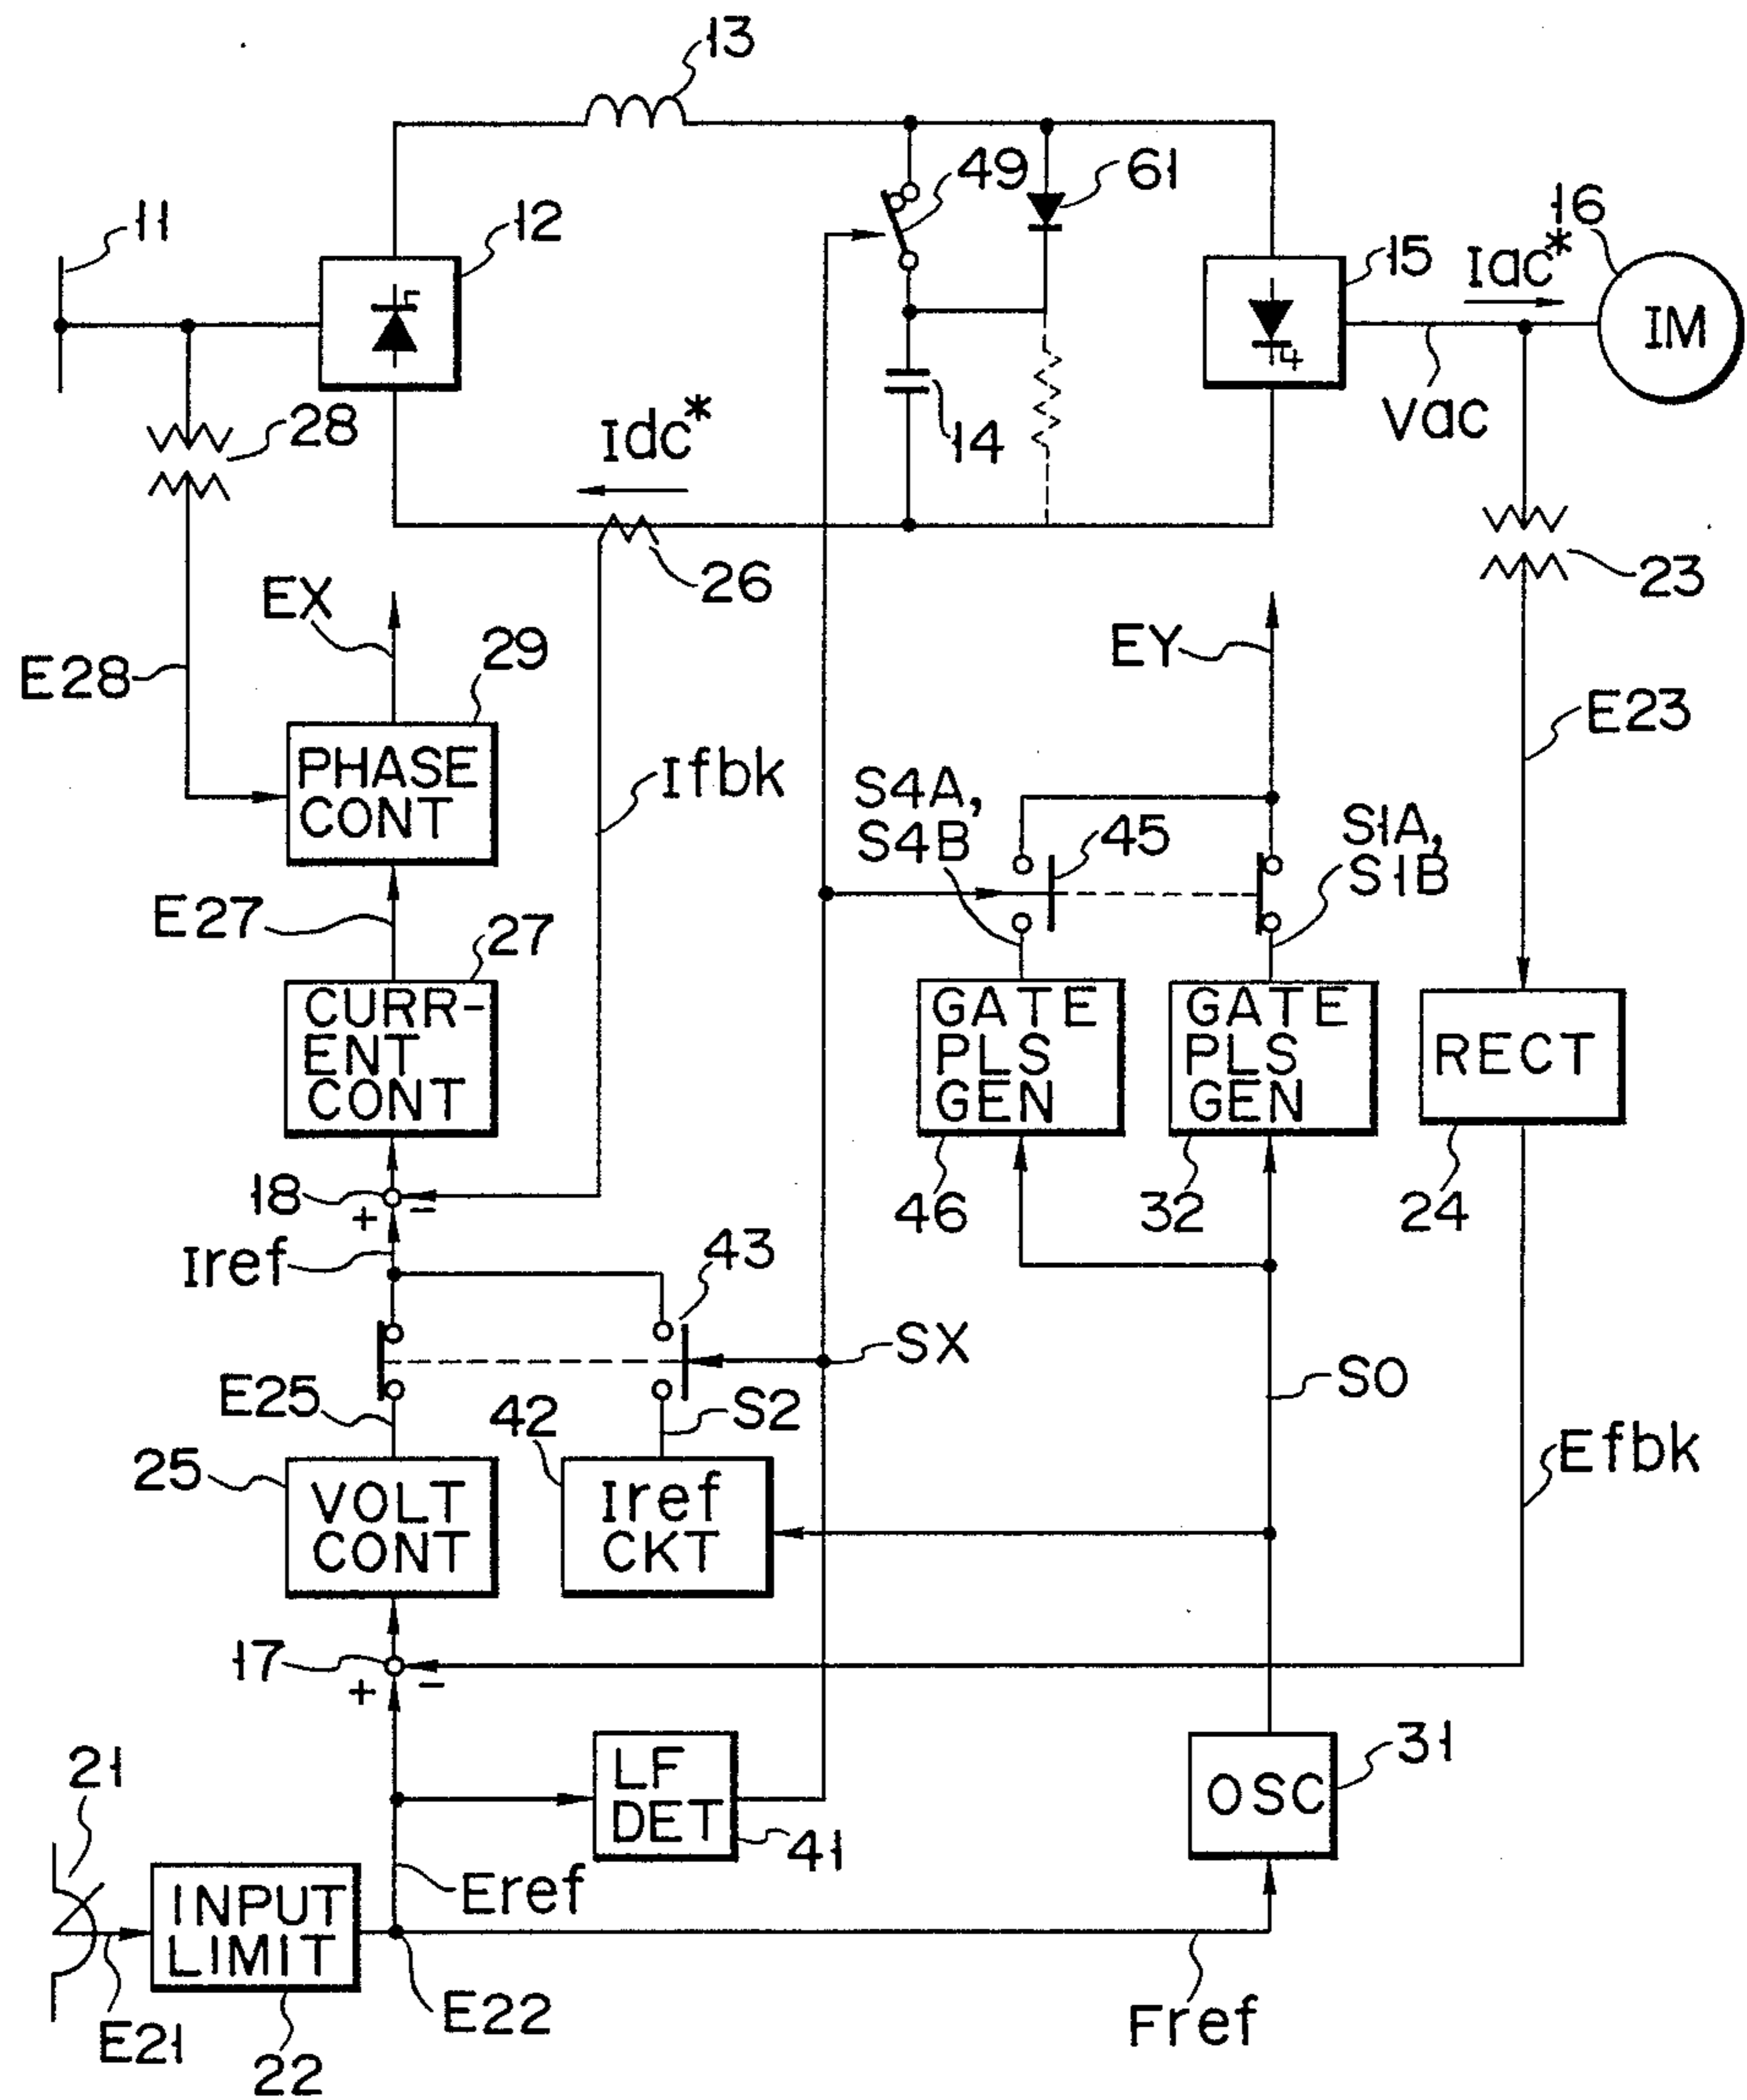 13
11
12
49
61
15
Iac*
16
IM
28
Idc*
14
Vac
26
23
EX
29
EY
E28
E23
PHASE
CONT
Ifbk
S4A,
S4B
45
S1A,
S1B
E27
27
CURR-
ENT
CONT
GATE
PLS
GEN
GATE
PLS
GEN
RECT
18
+
−
46
32
24
Iref
43
SX
SO
E25
42
S2
25
VOLT
CONT
Iref
CKT
Efbk
17
+
−
21
LF
DET
41
31
OSC
Eref
INPUT
LIMIT
E22
Fref
E21
22